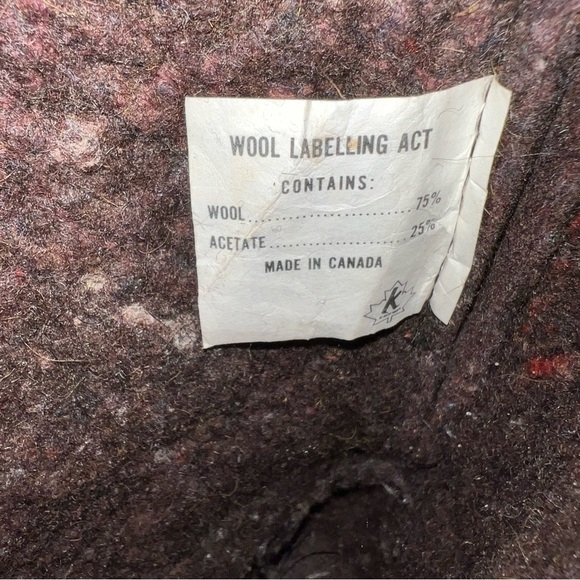 WOOL LABELLING ACT
CONTAINS:
WOOL..........................75%
ACETATE......................25%
MADE IN CANADA
K